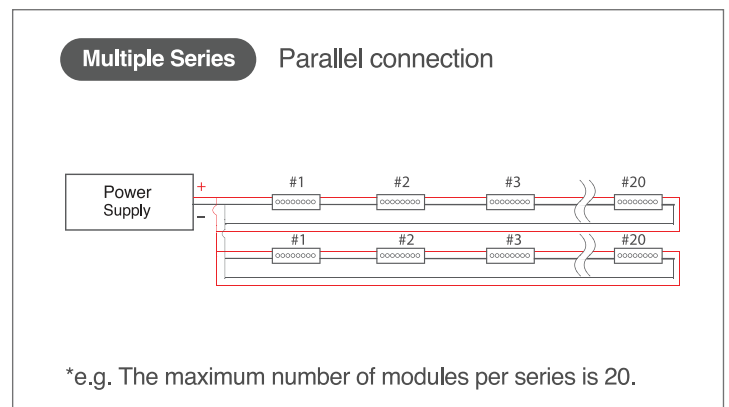 Multiple Series Parallel connection
Power
Supply
+
−
#1 #2 #3 #20
#1 #2 #3 #20
*e.g. The maximum number of modules per series is 20.